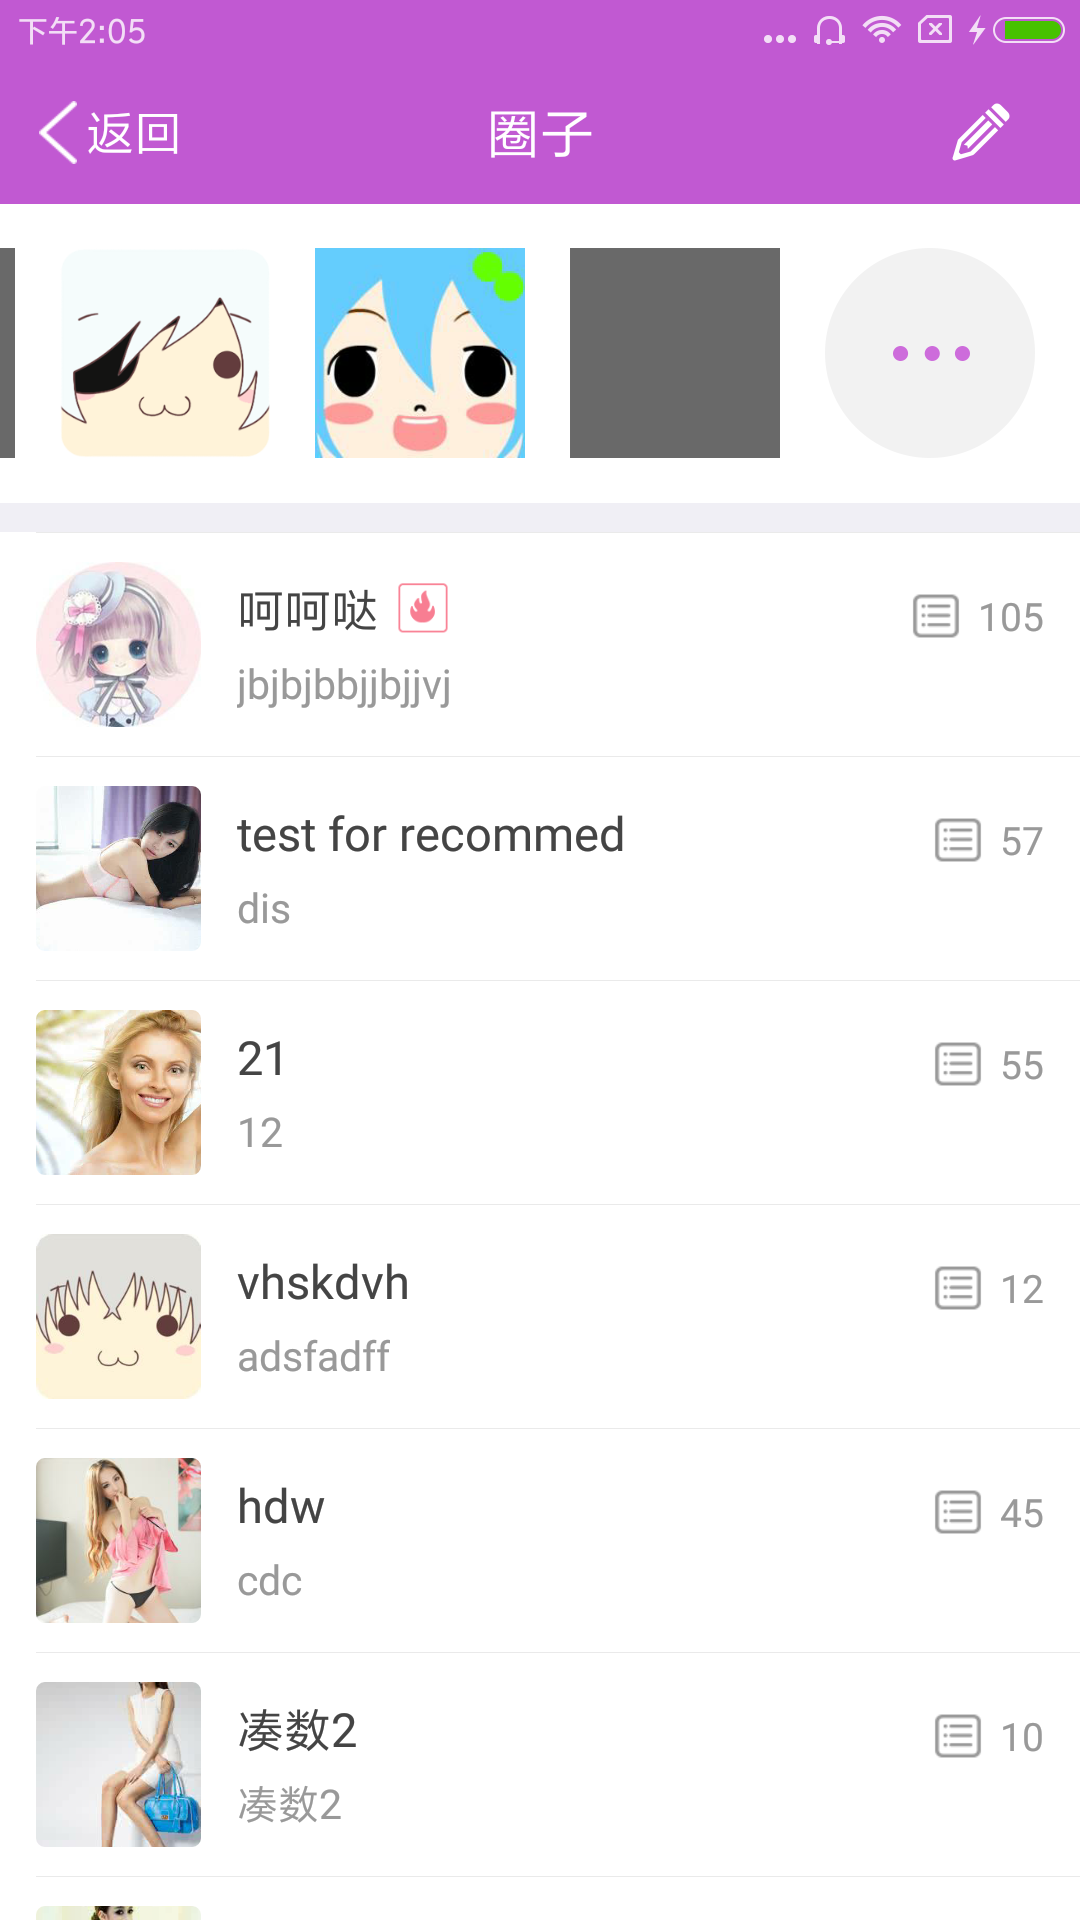 下午2:05
返回
圈子
呵呵哒
105
jbjbjbbjjbjjvj
test for recommed
57
dis
21
55
12
vhskdvh
12
adsfadff
hdw
45
cdc
凑数2
10
凑数2